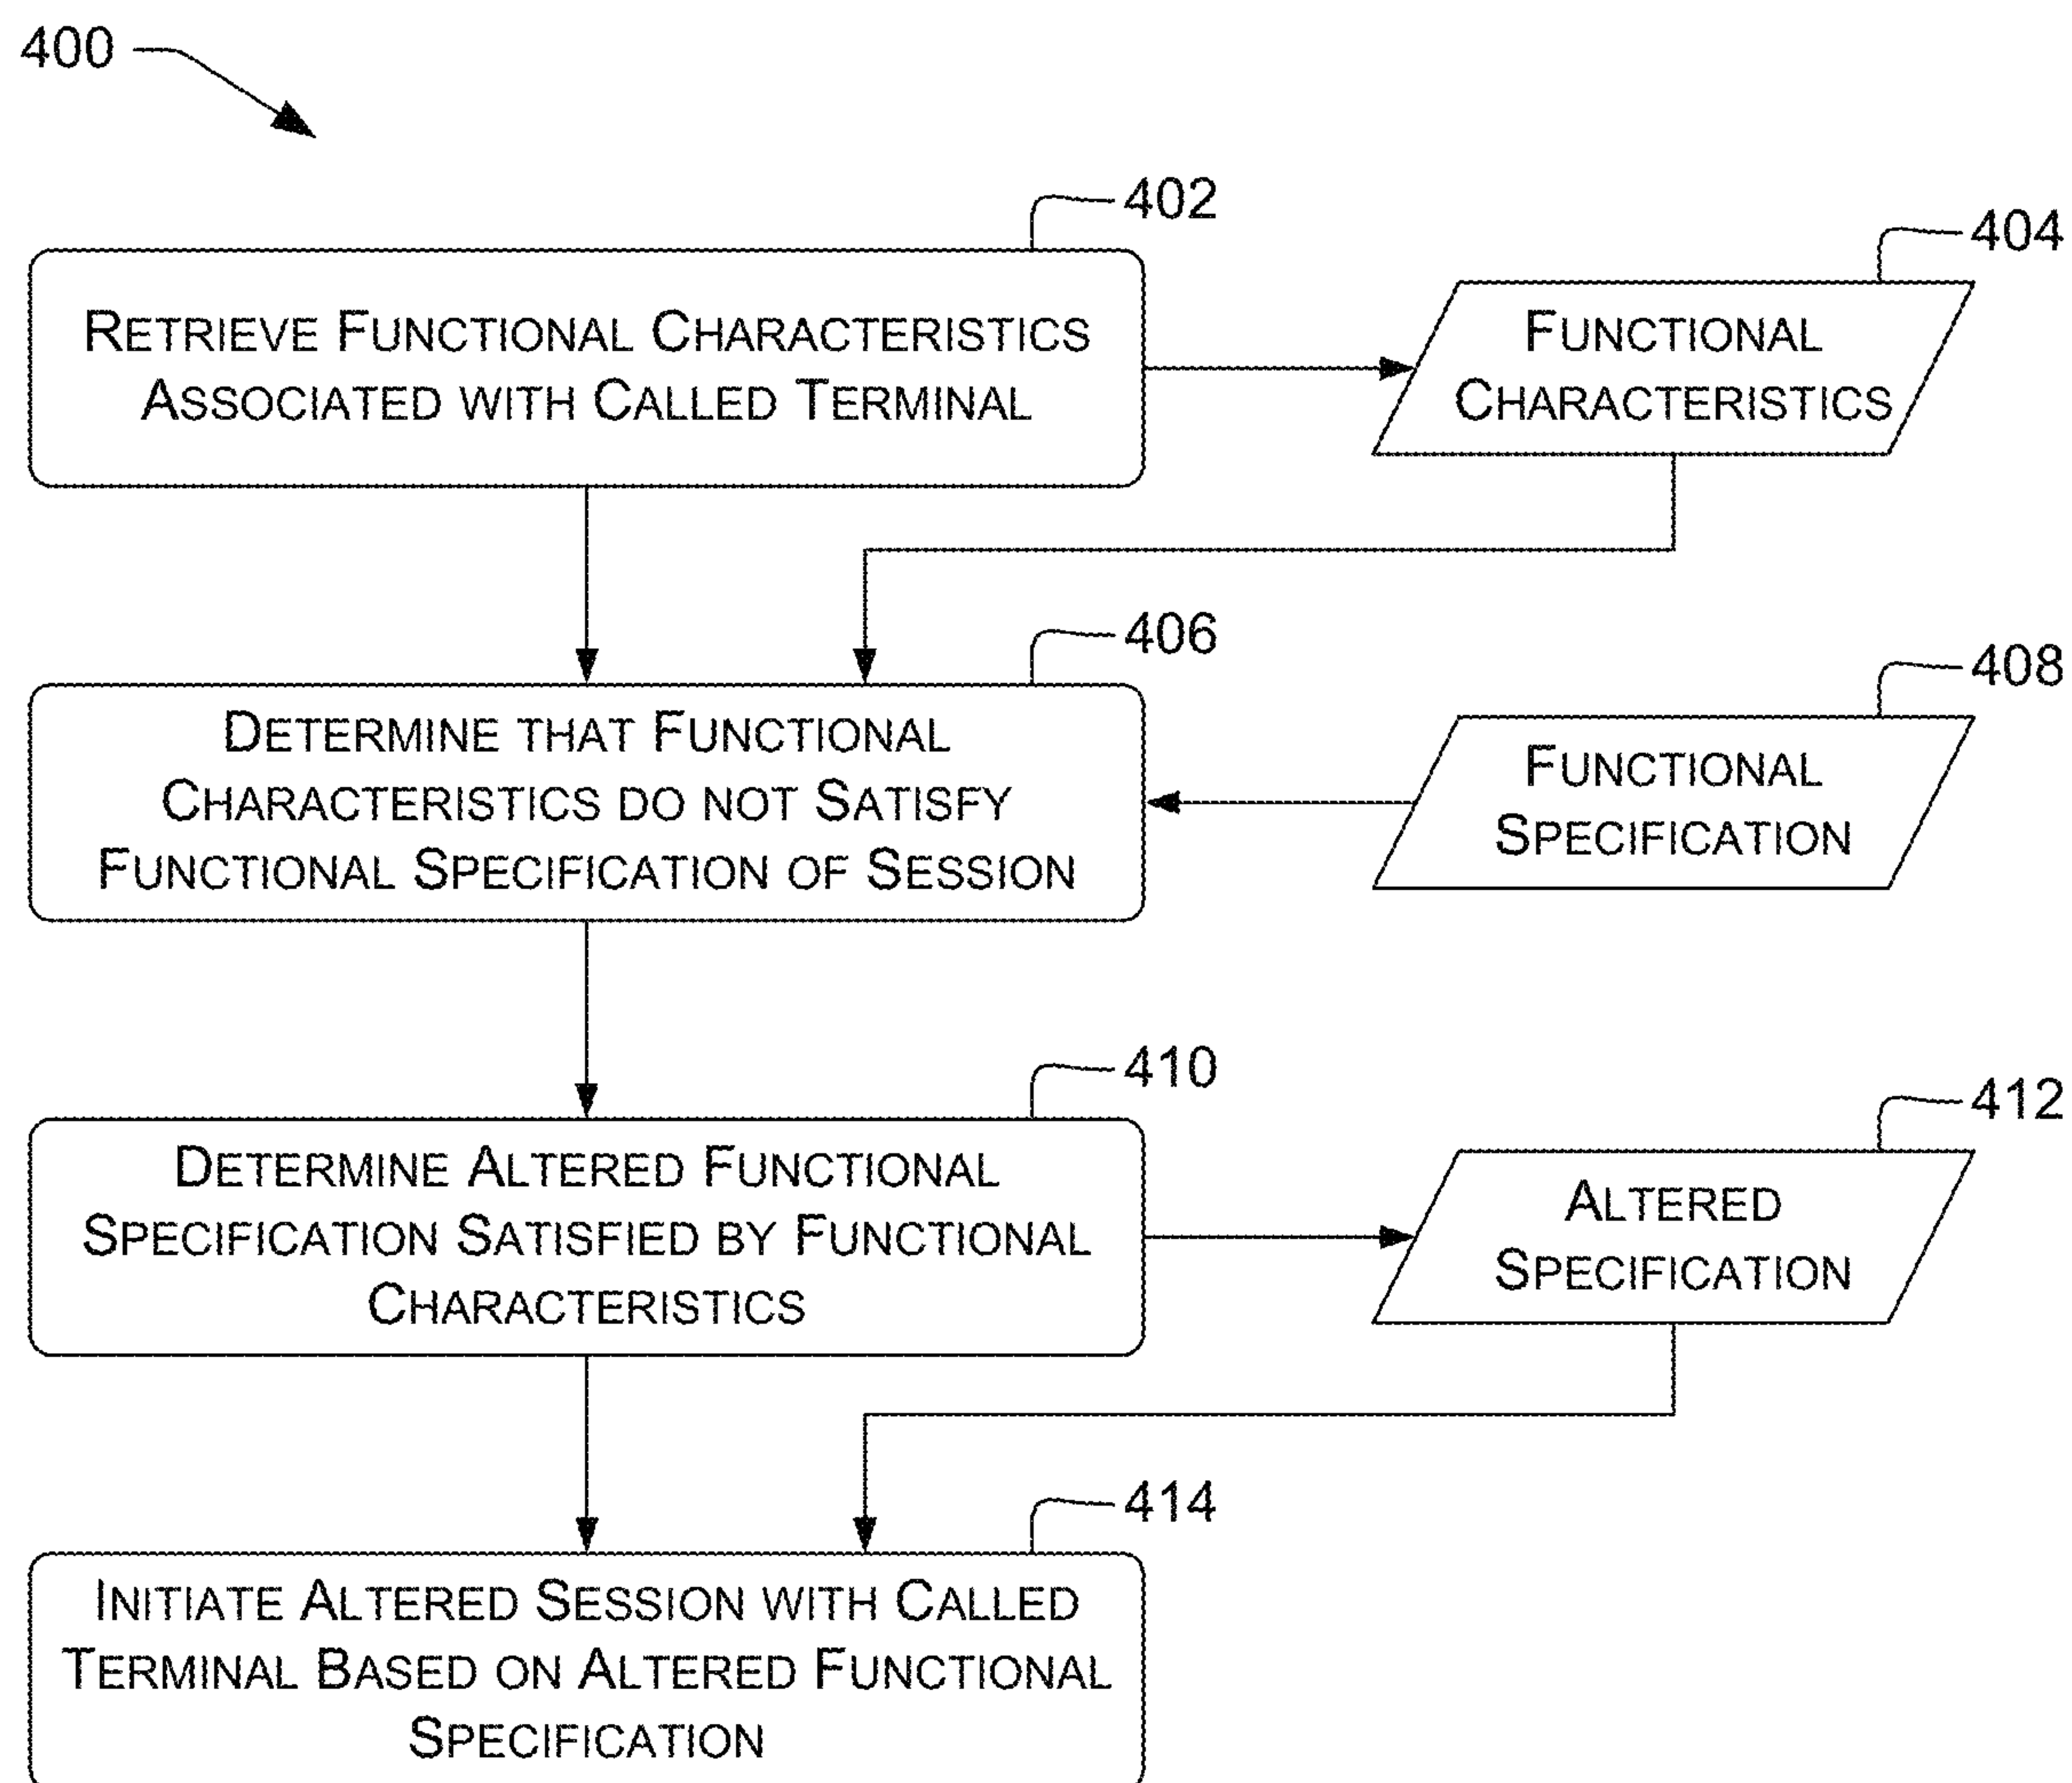 400
402
404
RETRIEVE FUNCTIONAL CHARACTERISTICS
ASSOCIATED WITH CALLED TERMINAL
FUNCTIONAL
CHARACTERISTICS
406
408
DETERMINE THAT FUNCTIONAL
CHARACTERISTICS DO NOT SATISFY
FUNCTIONAL SPECIFICATION OF SESSION
FUNCTIONAL
SPECIFICATION
410
412
DETERMINE ALTERED FUNCTIONAL
SPECIFICATION SATISFIED BY FUNCTIONAL
CHARACTERISTICS
ALTERED
SPECIFICATION
414
INITIATE ALTERED SESSION WITH CALLED
TERMINAL BASED ON ALTERED FUNCTIONAL
SPECIFICATION